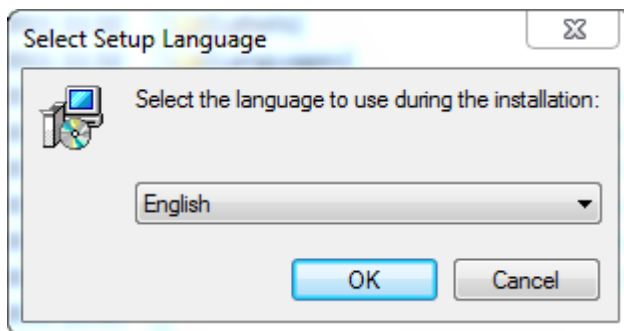 Select Setup Language
Select the language to use during the installation:
English
OK
Cancel